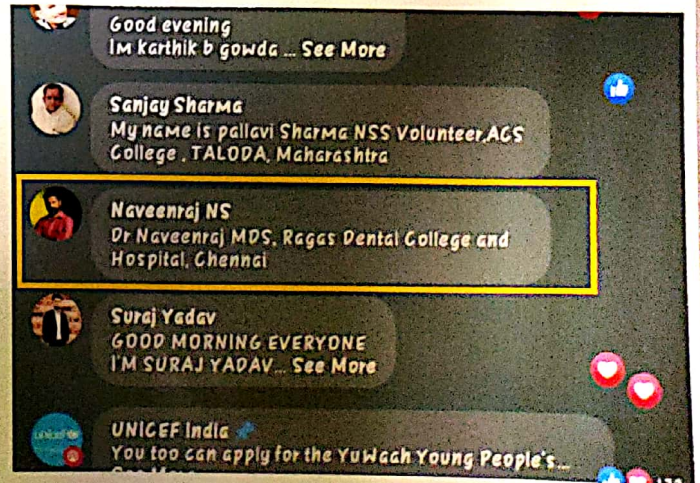 Good evening
Im karthik b gowda ... See More
Sanjay Sharma
My name is pallavi Sharma NSS Volunteer,ACS
College , TALODA, Maharashtra
Naveenraj NS
Dr Naveenraj MDS, Ragas Dental College and
Hospital, Chennai
Suraj Yadav
GOOD MORNING EVERYONE
I'M SURAJ YADAV... See More
UNICEF India
You too can apply for the YuWaah Young People's...